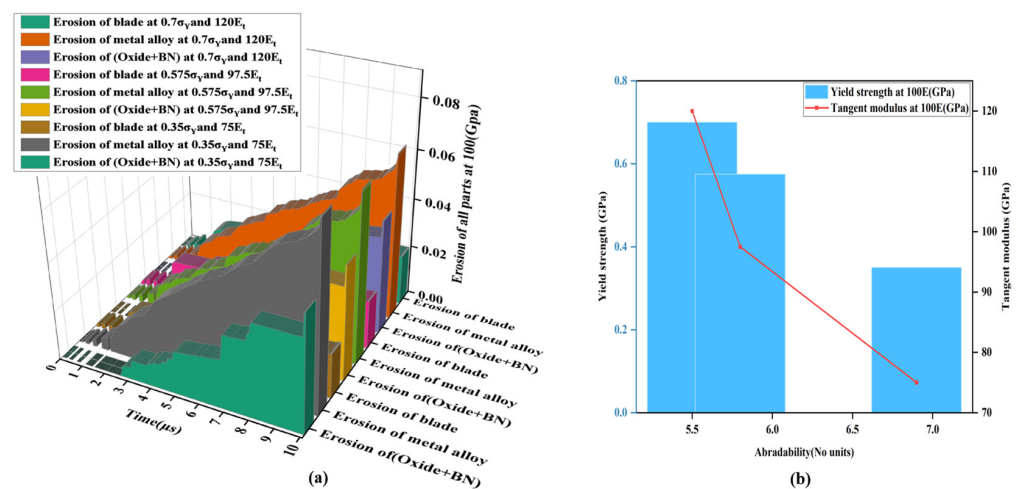 Erosion of blade at 0.7σY and 120Et
Erosion of metal alloy at 0.7σY and 120Et
Erosion of (Oxide+BN) at 0.7σY and 120Et
Erosion of blade at 0.575σY and 97.5Et
Erosion of metal alloy at 0.575σY and 97.5Et
Erosion of (Oxide+BN) at 0.575σY and 97.5Et
Erosion of blade at 0.35σY and 75Et
Erosion of metal alloy at 0.35σY and 75Et
Erosion of (Oxide+BN) at 0.35σY and 75Et
0.08
0.06
0.04
0.02
0.00
Erosion of all parts at 100(Gpa)
Erosion of blade
Erosion of metal alloy
Erosion of(Oxide+BN)
Erosion of blade
Erosion of metal alloy
Erosion of(Oxide+BN)
Erosion of blade
Erosion of metal alloy
Erosion of(Oxide+BN)
0 1 2 3 4 5 6 7 8 9 10
Time(μs)
(a)
Yield strength at 100E(GPa)
Tangent modulus at 100E(GPa)
0.8
0.6
0.4
0.2
0.0
Yield strength (GPa)
120
110
100
90
80
70
Tangent modulus (GPa)
5.5 6.0 6.5 7.0
Abradability(No units)
(b)